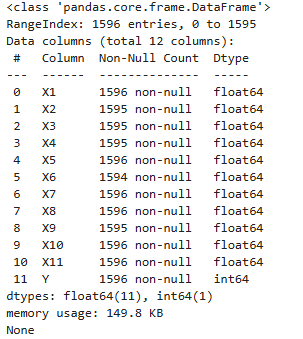 <class 'pandas.core.frame.DataFrame'>
RangeIndex: 1596 entries, 0 to 1595
Data columns (total 12 columns):
 #   Column  Non-Null Count  Dtype
---  ------  --------------  -----
 0   X1      1596 non-null   float64
 1   X2      1595 non-null   float64
 2   X3      1595 non-null   float64
 3   X4      1595 non-null   float64
 4   X5      1596 non-null   float64
 5   X6      1594 non-null   float64
 6   X7      1596 non-null   float64
 7   X8      1596 non-null   float64
 8   X9      1595 non-null   float64
 9   X10     1596 non-null   float64
 10  X11     1596 non-null   float64
 11  Y       1596 non-null   int64
dtypes: float64(11), int64(1)
memory usage: 149.8 KB
None